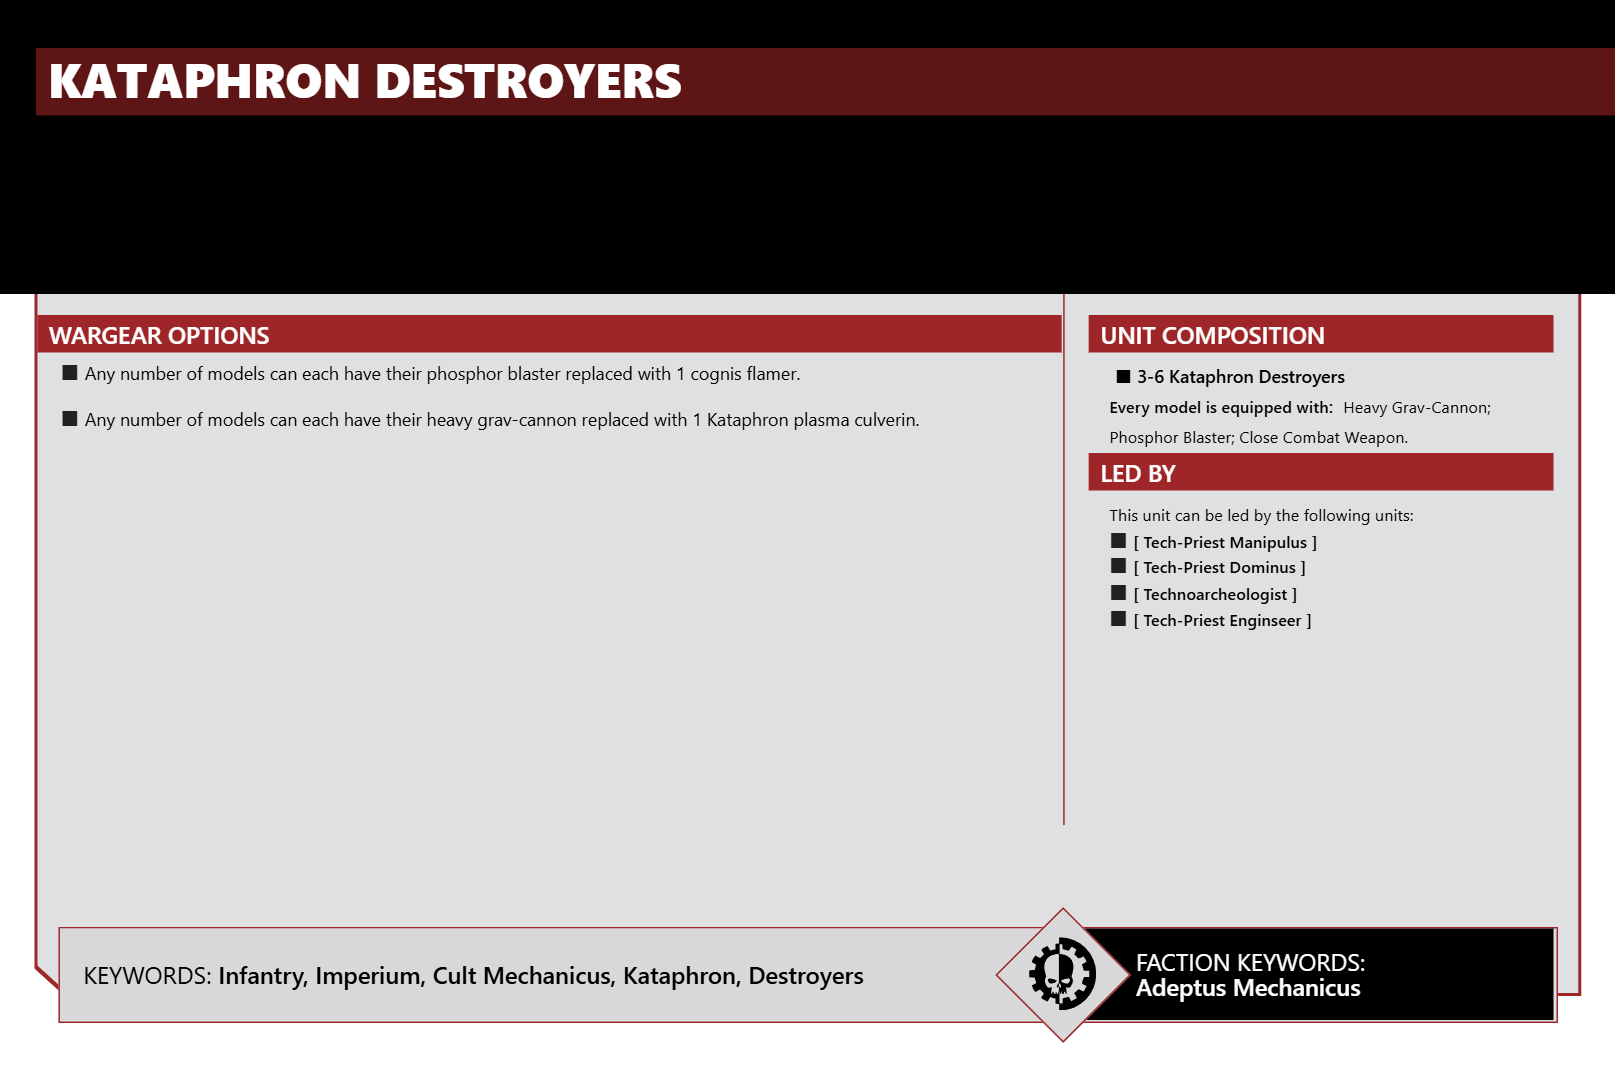 KATAPHRON DESTROYERS
WARGEAR OPTIONS
■ Any number of models can each have their phosphor blaster replaced with 1 cognis flamer.
■ Any number of models can each have their heavy grav-cannon replaced with 1 Kataphron plasma culverin.
UNIT COMPOSITION
■ 3-6 Kataphron Destroyers
Every model is equipped with: Heavy Grav-Cannon;
Phosphor Blaster; Close Combat Weapon.
LED BY
This unit can be led by the following units:
■ [ Tech-Priest Manipulus ]
■ [ Tech-Priest Dominus ]
■ [ Technoarcheologist ]
■ [ Tech-Priest Enginseer ]
KEYWORDS: Infantry, Imperium, Cult Mechanicus, Kataphron, Destroyers
FACTION KEYWORDS:
Adeptus Mechanicus